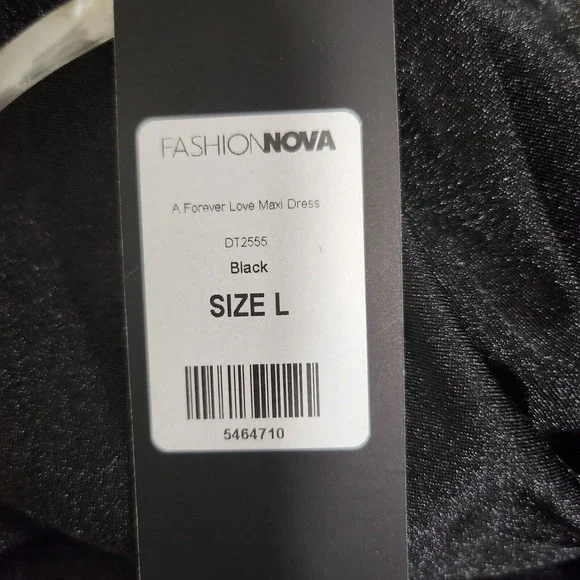 FASHIONNOVA
A Forever Love Maxi Dress
DT2555
Black
SIZE L
5464710